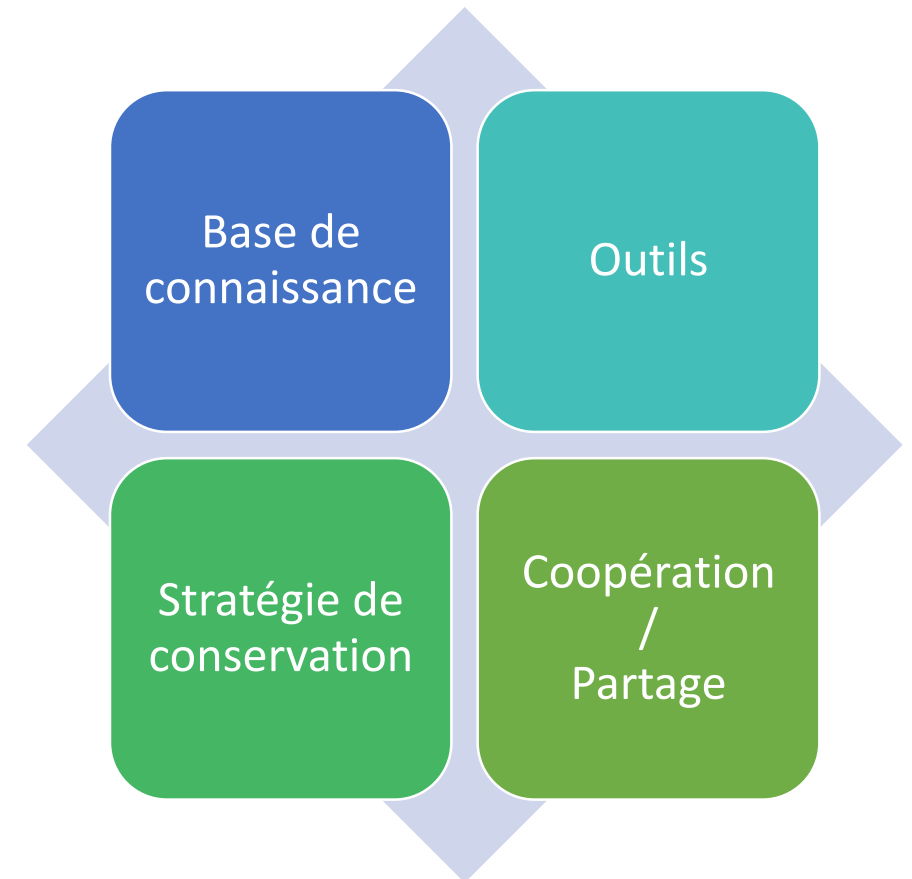 Base de
connaissance
Outils
Stratégie de
conservation
Coopération
/
Partage